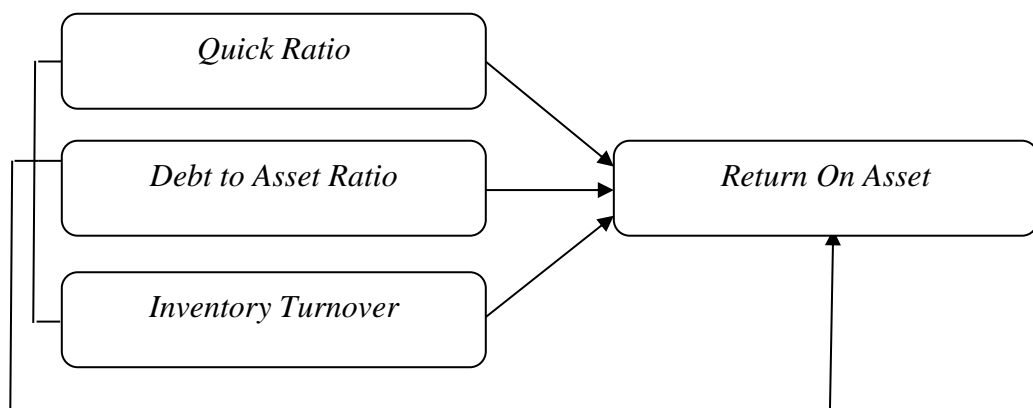 Quick Ratio
Debt to Asset Ratio
Return On Asset
Inventory Turnover